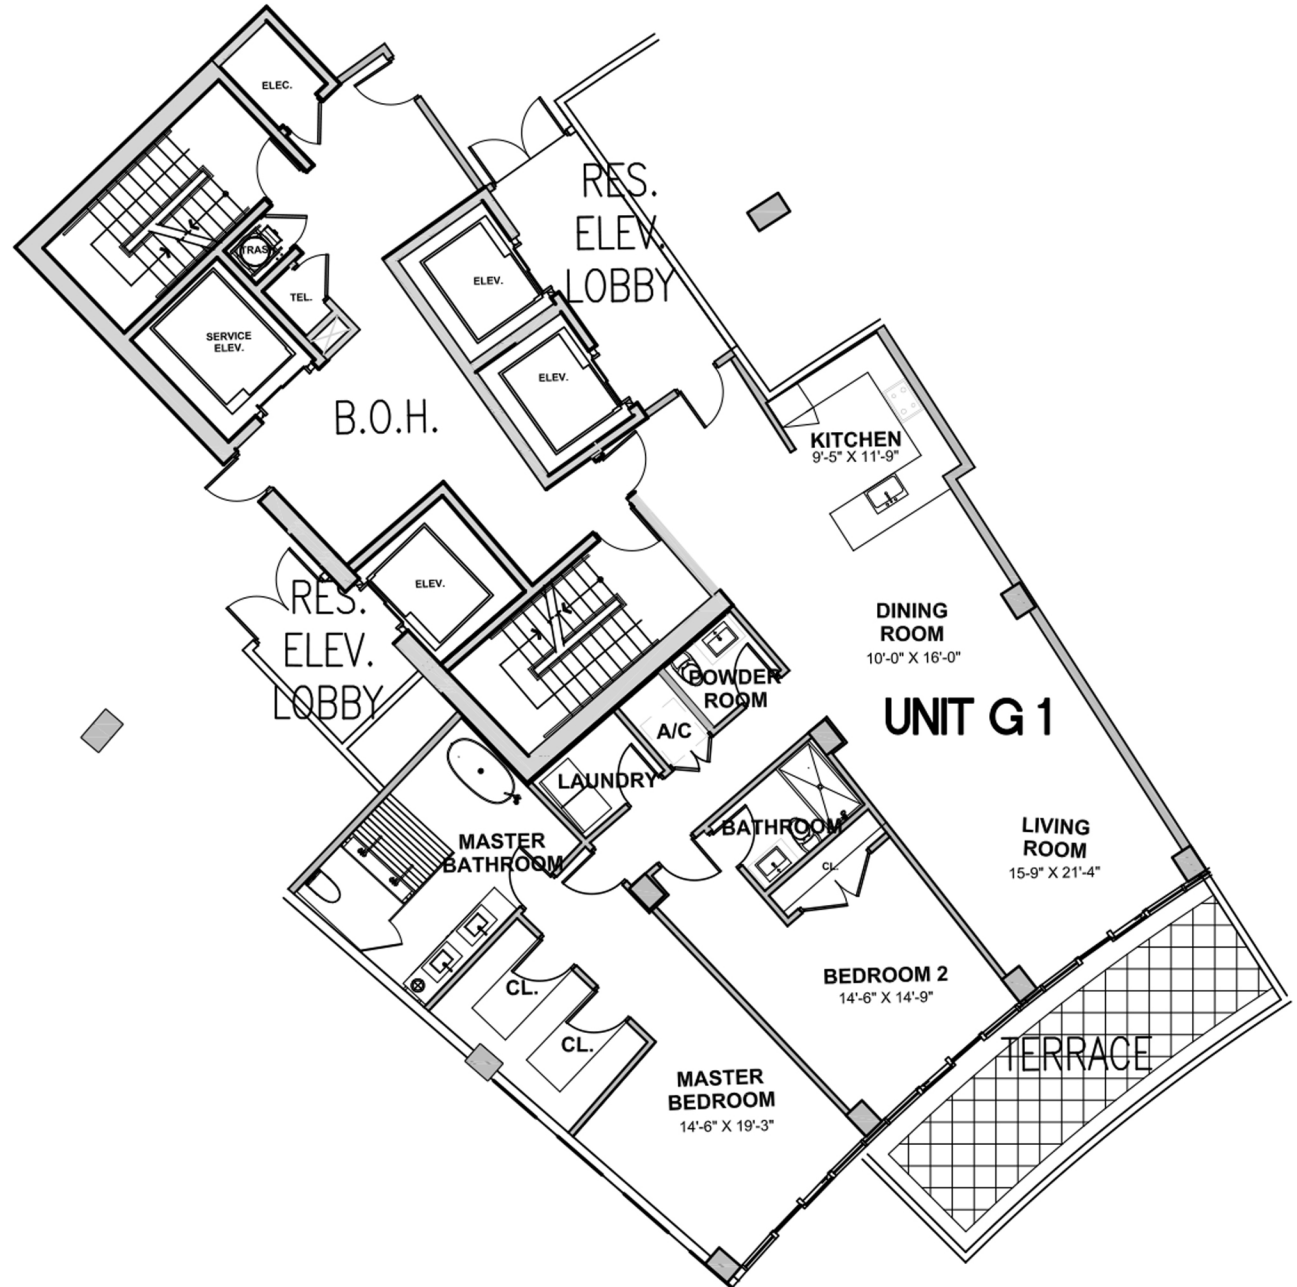 ELEC.
RES.
ELEV.
LOBBY
TRAS
ELEV.
TEL.
SERVICE
ELEV.
ELEV.
B.O.H.
KITCHEN
9'-5" X 11'-9"
ELEV.
RES.
ELEV.
LOBBY
DINING
ROOM
10'-0" X 16'-0"
POWDER
ROOM
UNIT G 1
A/C
LAUNDRY
BATHROOM
MASTER
BATHROOM
LIVING
ROOM
15'-9" X 21'-4"
CL.
BEDROOM 2
14'-6" X 14'-9"
CL.
CL.
TERRACE
MASTER
BEDROOM
14'-6" X 19'-3"